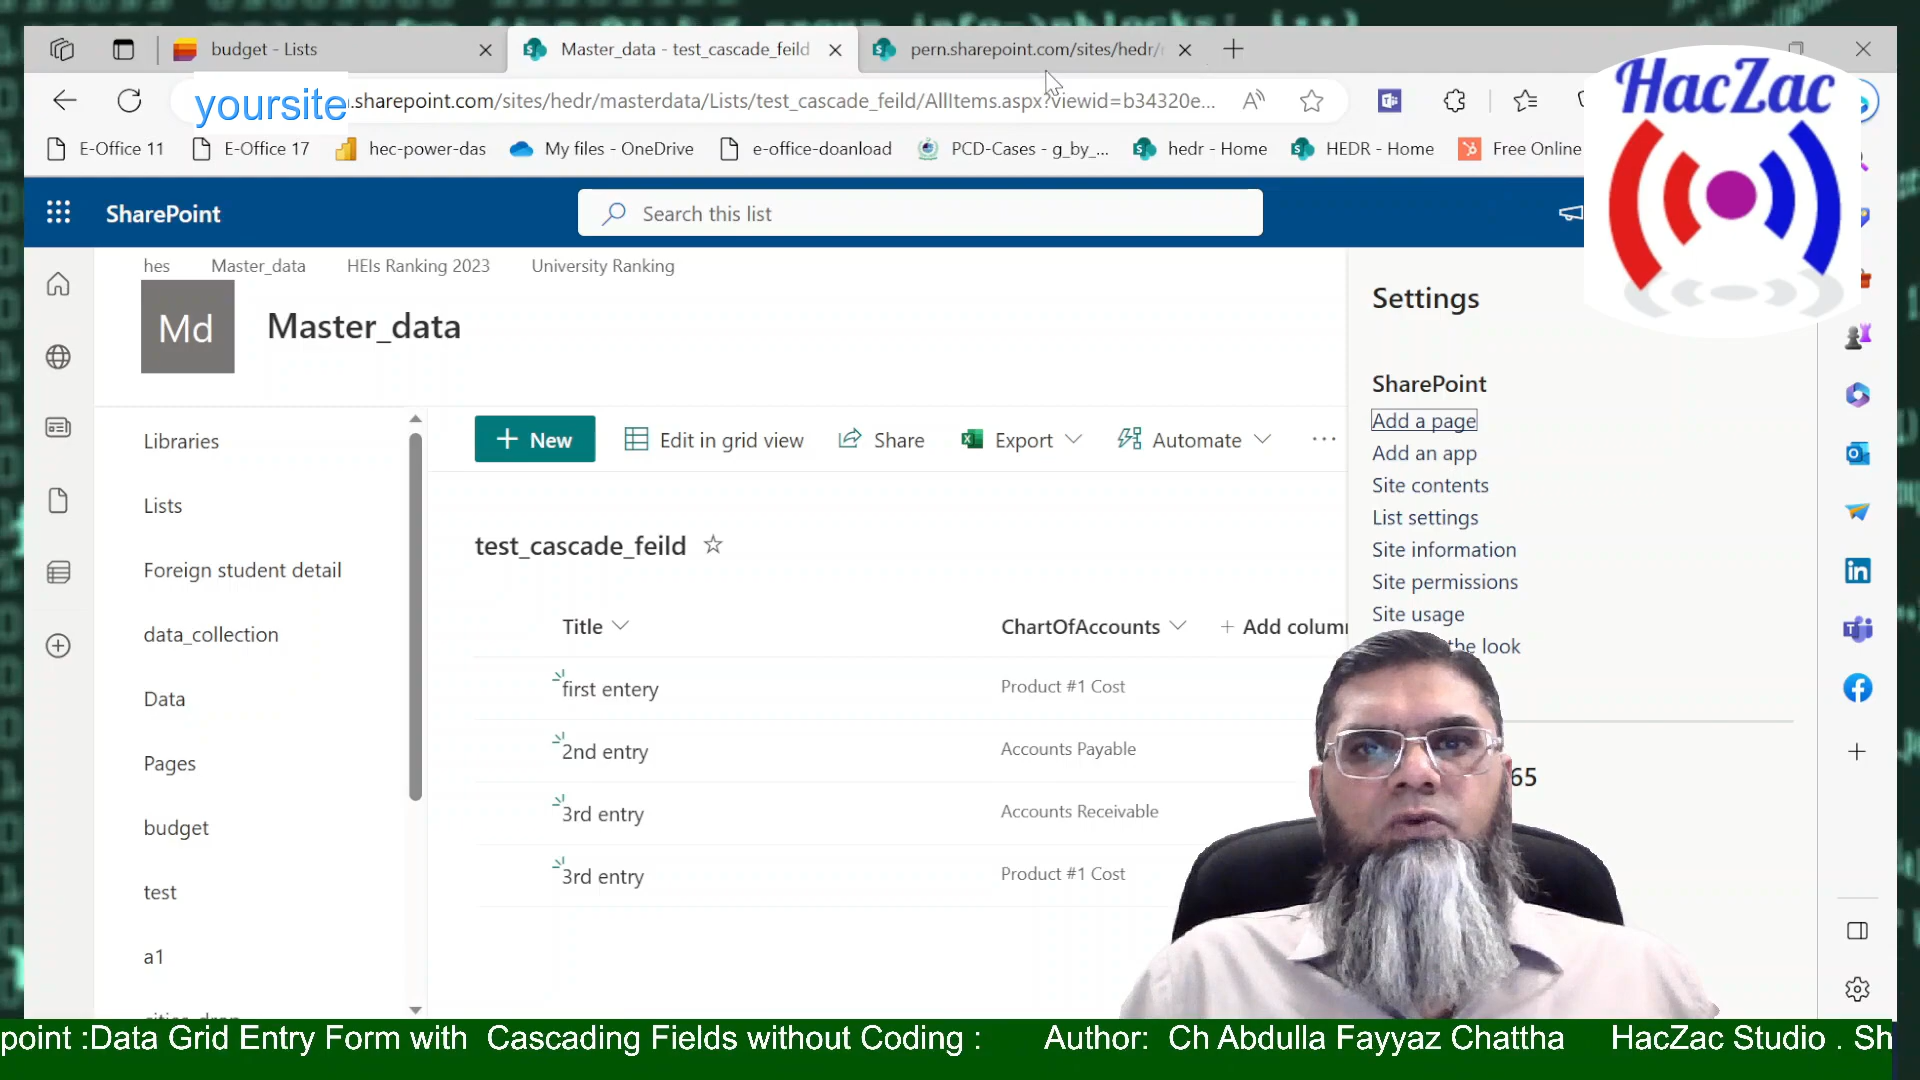 budget - Lists
Master_data - test_cascade_feild
pern.sharepoint.com/sites/hedr/
yoursite
.sharepoint.com/sites/hedr/masterdata/Lists/test_cascade_feild/AllItems.aspx?viewid=b34320e...
HacZac
E-Office 11
E-Office 17
hec-power-das
My files - OneDrive
e-office-doanload
PCD-Cases - g_by_...
hedr - Home
HEDR - Home
Free Online
SharePoint
Search this list
hes
Master_data
HEIs Ranking 2023
University Ranking
Md
Master_data
Libraries
Lists
Foreign student detail
data_collection
Data
Pages
budget
test
a1
New
Edit in grid view
Share
Export
Automate
test_cascade_feild
Title
ChartOfAccounts
+ Add column
first entery
Product #1 Cost
2nd entry
Accounts Payable
3rd entry
Accounts Receivable
3rd entry
Product #1 Cost
Settings
SharePoint
Add a page
Add an app
Site contents
List settings
Site information
Site permissions
Site usage
the look
65
point :Data Grid Entry Form with Cascading Fields without Coding : Author: Ch Abdulla Fayyaz Chattha HacZac Studio . Sh